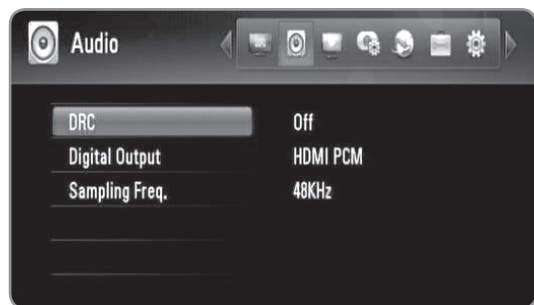 Audio
DRC Off
Digital Output HDMI PCM
Sampling Freq. 48KHz